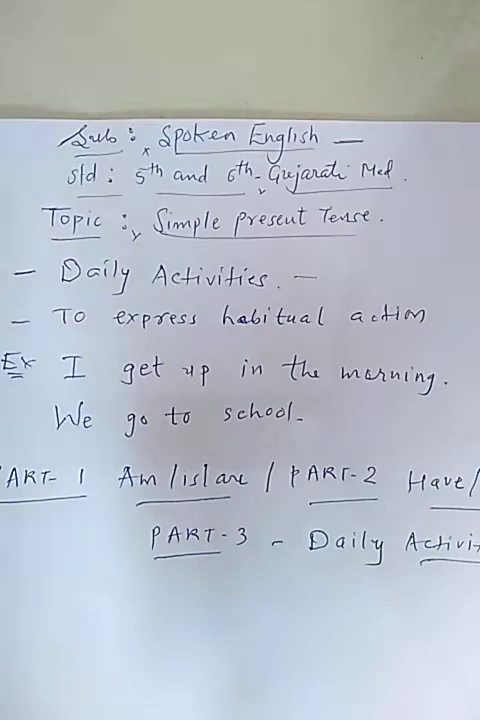 Sub : Spoken English —
Std : 5th and 6th - Gujarati Med.
Topic : Simple Present Tense.
- Daily Activities. -
- To express habitual action
Ex I get up in the morning.
We go to school.
PART-1 Am/is/are / PART-2 Have/
PART-3 - Daily Activi